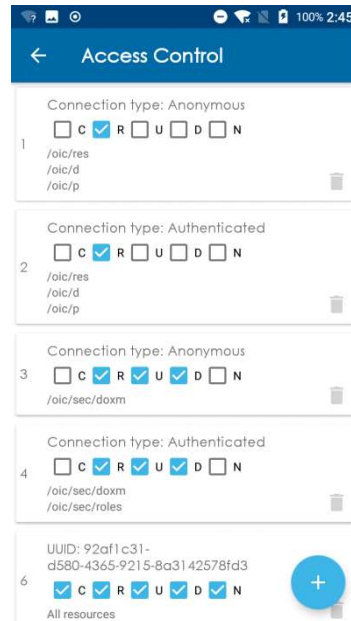 100% 2:45
Access Control
Connection type: Anonymous
C R U D N
1
/oic/res
/oic/d
/oic/p
Connection type: Authenticated
C R U D N
2
/oic/res
/oic/d
/oic/p
Connection type: Anonymous
3 C R U D N
/oic/sec/doxm
Connection type: Authenticated
4 C R U D N
/oic/sec/doxm
/oic/sec/roles
UUID: 92af1c31-
d580-4365-9215-8a3142578fd3
6 C R U D N
All resources